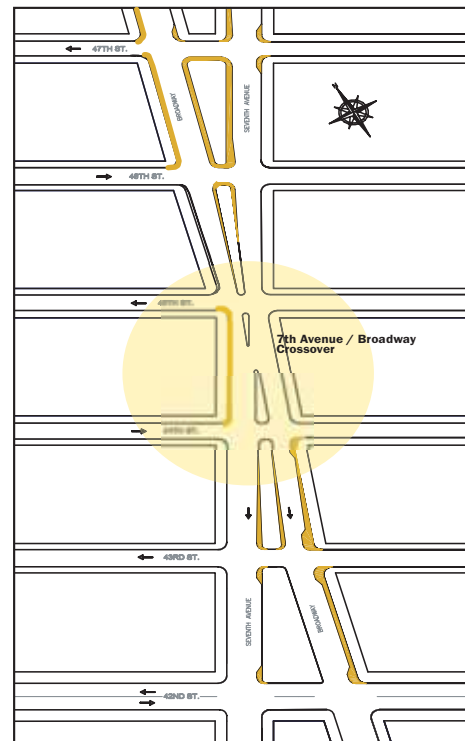 47TH ST.
BROADWAY
SEVENTH AVENUE
46TH ST.
45TH ST.
7th Avenue / Broadway
Crossover
44TH ST.
43RD ST.
SEVENTH AVENUE
BROADWAY
42ND ST.